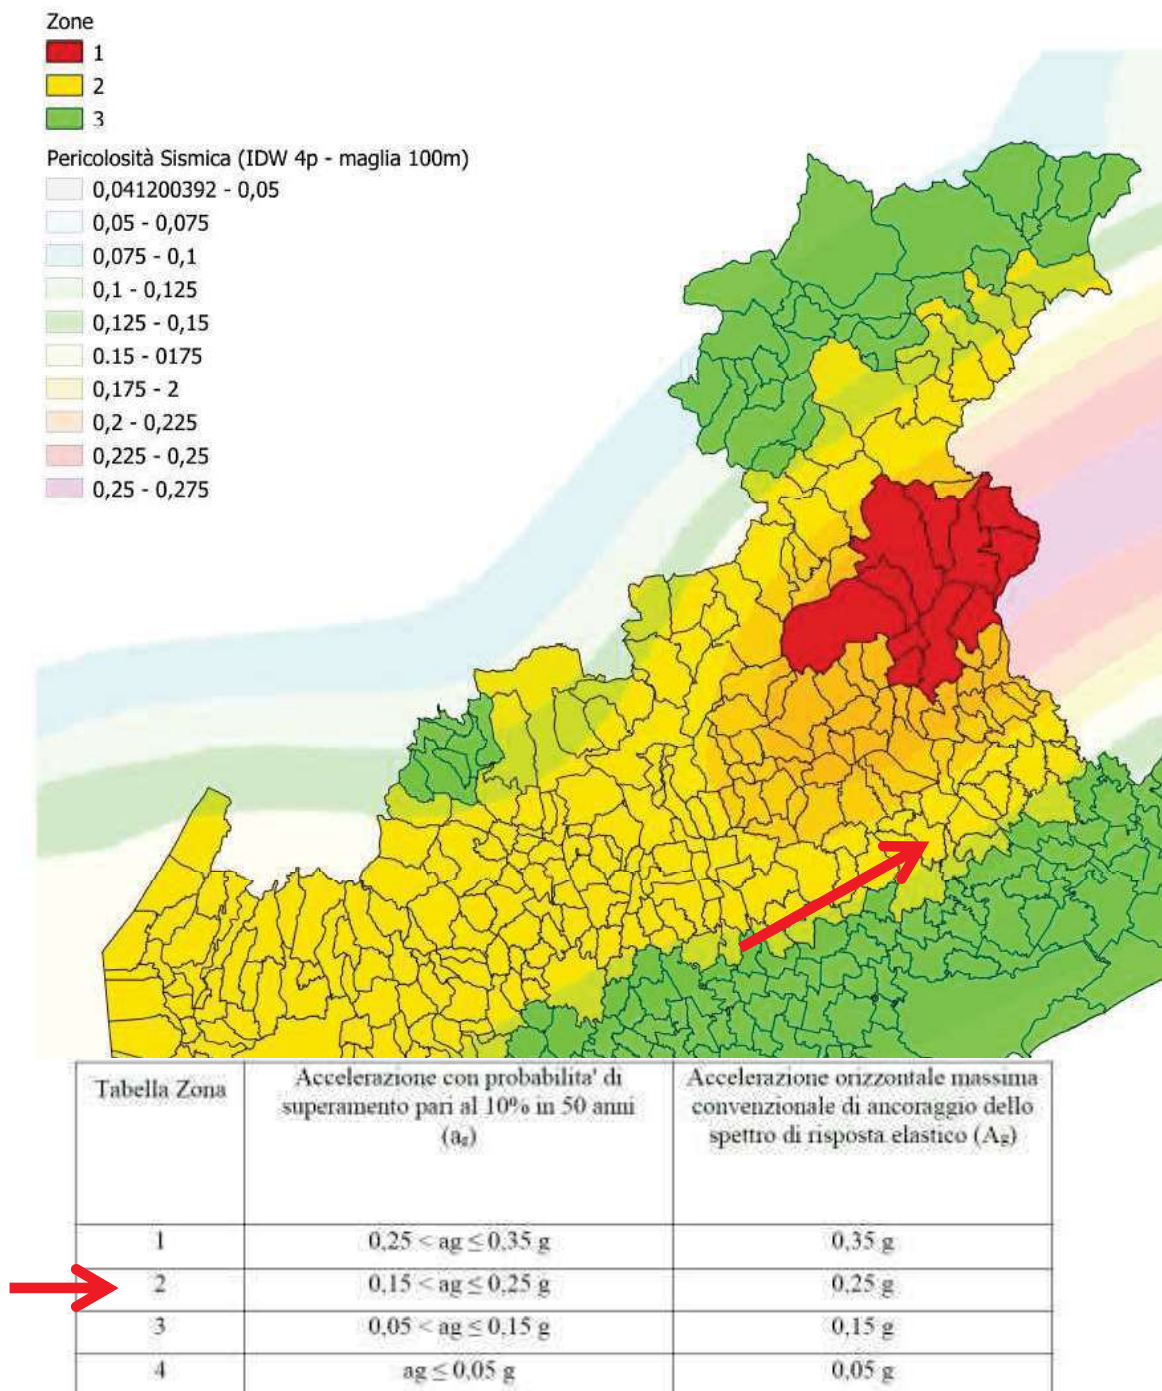 Zone
1
2
3
Pericolosità Sismica (IDW 4p - maglia 100m)
0,041200392 - 0,05
0,05 - 0,075
0,075 - 0,1
0,1 - 0,125
0,125 - 0,15
0.15 - 0175
0,175 - 2
0,2 - 0,225
0,225 - 0,25
0,25 - 0,275
Tabella Zona
Accelerazione con probabilita' di
superamento pari al 10% in 50 anni
(ag)
Accelerazione orizzontale massima
convenzionale di ancoraggio dello
spettro di risposta elastico (Ag)
1
0,25 < ag ≤ 0,35 g
0,35 g
2
0,15 < ag ≤ 0,25 g
0,25 g
3
0,05 < ag ≤ 0,15 g
0,15 g
4
ag ≤ 0,05 g
0,05 g